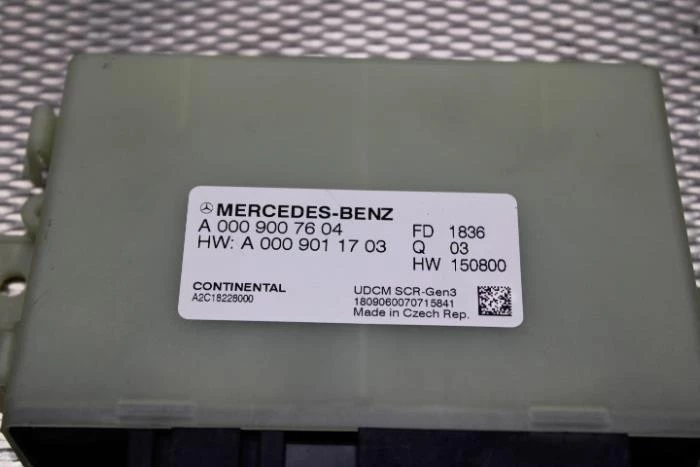 MERCEDES-BENZ
A 000 900 76 04
HW: A 000 901 17 03
FD 1836
Q 03
HW 150800
CONTINENTAL
A2C18228000
UDCM SCR-Gen3
1809060070715841
Made in Czech Rep.